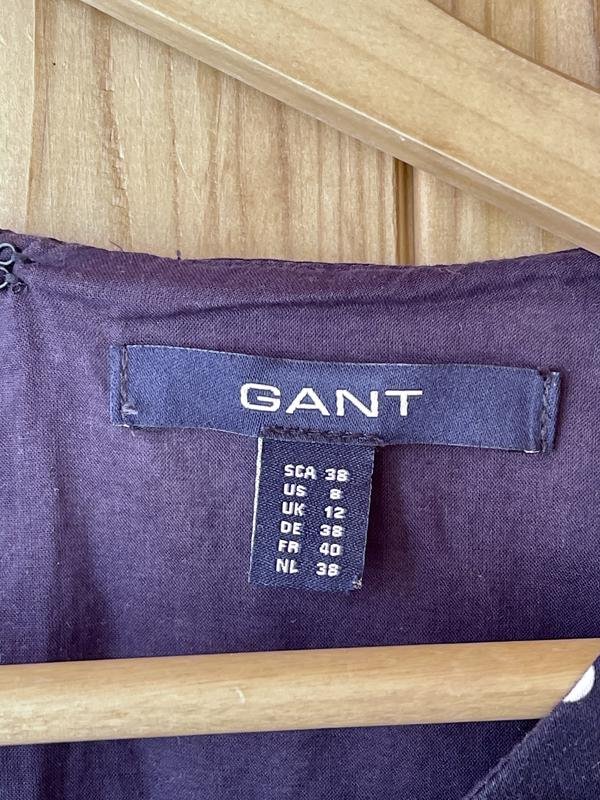 GANT
SCA 38
US 8
UK 12
DE 38
FR 40
NL 38